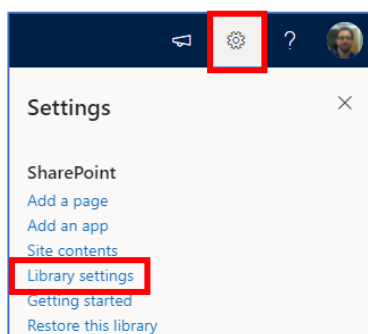 ?
Settings
SharePoint
Add a page
Add an app
Site contents
Library settings
Getting started
Restore this library